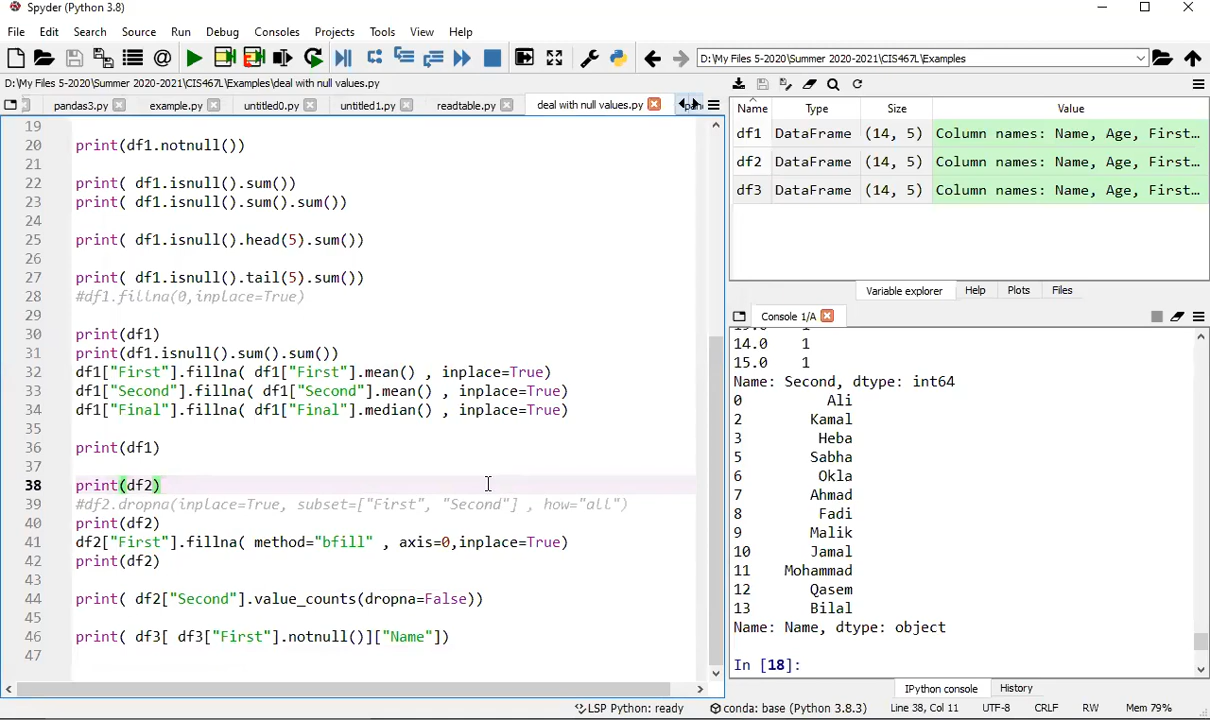 Spyder (Python 3.8)
File Edit Search Source Run Debug Consoles Projects Tools View Help
D:\My Files 5-2020\Summer 2020-2021\CIS467L\Examples
D:\My Files 5-2020\Summer 2020-2021\CIS467L\Examples\deal with null values.py
pandas3.py example.py untitled0.py untitled1.py readtable.py deal with null values.py
19
20 print(df1.notnull())
21
22 print( df1.isnull().sum())
23 print( df1.isnull().sum().sum())
24
25 print( df1.isnull().head(5).sum())
26
27 print( df1.isnull().tail(5).sum())
28 #df1.fillna(0,inplace=True)
29
30 print(df1)
31 print(df1.isnull().sum().sum())
32 df1["First"].fillna( df1["First"].mean() , inplace=True)
33 df1["Second"].fillna( df1["Second"].mean() , inplace=True)
34 df1["Final"].fillna( df1["Final"].median() , inplace=True)
35
36 print(df1)
37
38 print(df2)
39 #df2.dropna(inplace=True, subset=["First", "Second"] , how="all")
40 print(df2)
41 df2["First"].fillna( method="bfill" , axis=0,inplace=True)
42 print(df2)
43
44 print( df2["Second"].value_counts(dropna=False))
45
46 print( df3[ df3["First"].notnull()]["Name"])
47
Name Type Size Value
df1 DataFrame (14, 5) Column names: Name, Age, First...
df2 DataFrame (14, 5) Column names: Name, Age, First...
df3 DataFrame (14, 5) Column names: Name, Age, First...
Variable explorer Help Plots Files
Console 1/A
14.0 1
15.0 1
Name: Second, dtype: int64
0 Ali
2 Kamal
3 Heba
5 Sabha
6 Okla
7 Ahmad
8 Fadi
9 Malik
10 Jamal
11 Mohammad
12 Qasem
13 Bilal
Name: Name, dtype: object
In [18]:
IPython console History
LSP Python: ready conda: base (Python 3.8.3) Line 38, Col 11 UTF-8 CRLF RW Mem 79%